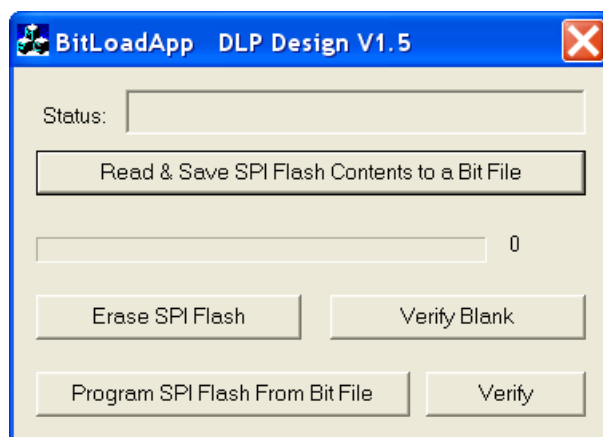 BitLoadApp DLP Design V1.5
Status:
Read & Save SPI Flash Contents to a Bit File
0
Erase SPI Flash
Verify Blank
Program SPI Flash From Bit File
Verify